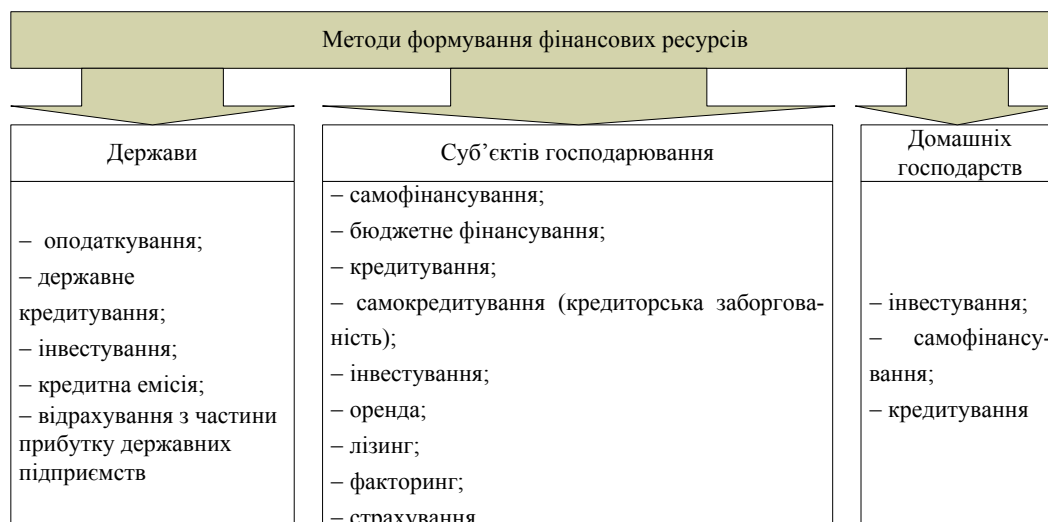 Методи формування фінансових ресурсів
Держави
– оподаткування;
– державне
кредитування;
– інвестування;
– кредитна емісія;
– відрахування з частини
прибутку державних
підприємств
Суб’єктів господарювання
– самофінансування;
– бюджетне фінансування;
– кредитування;
– самокредитування (кредиторська заборгова-
ність);
– інвестування;
– оренда;
– лізинг;
– факторинг;
– страхування
Домашніх
господарств
– інвестування;
– самофінансу-
вання;
– кредитування